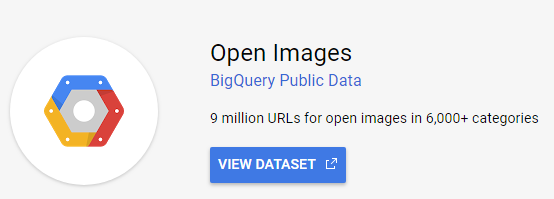 Open Images
BigQuery Public Data
9 million URLs for open images in 6,000+ categories
VIEW DATASET